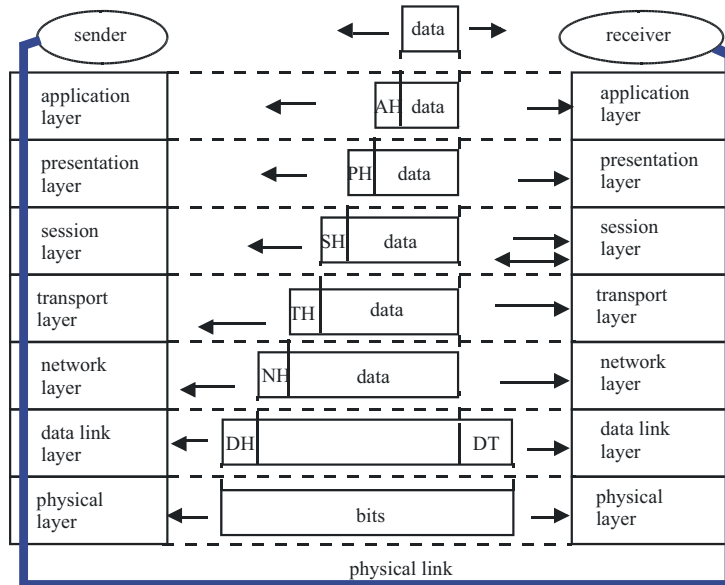 sender
data
receiver
application
layer
AH
data
application
layer
presentation
layer
PH
data
presentation
layer
session
layer
SH
data
session
layer
transport
layer
TH
data
transport
layer
network
layer
NH
data
network
layer
data link
layer
DH
DT
data link
layer
physical
layer
bits
physical
layer
physical link